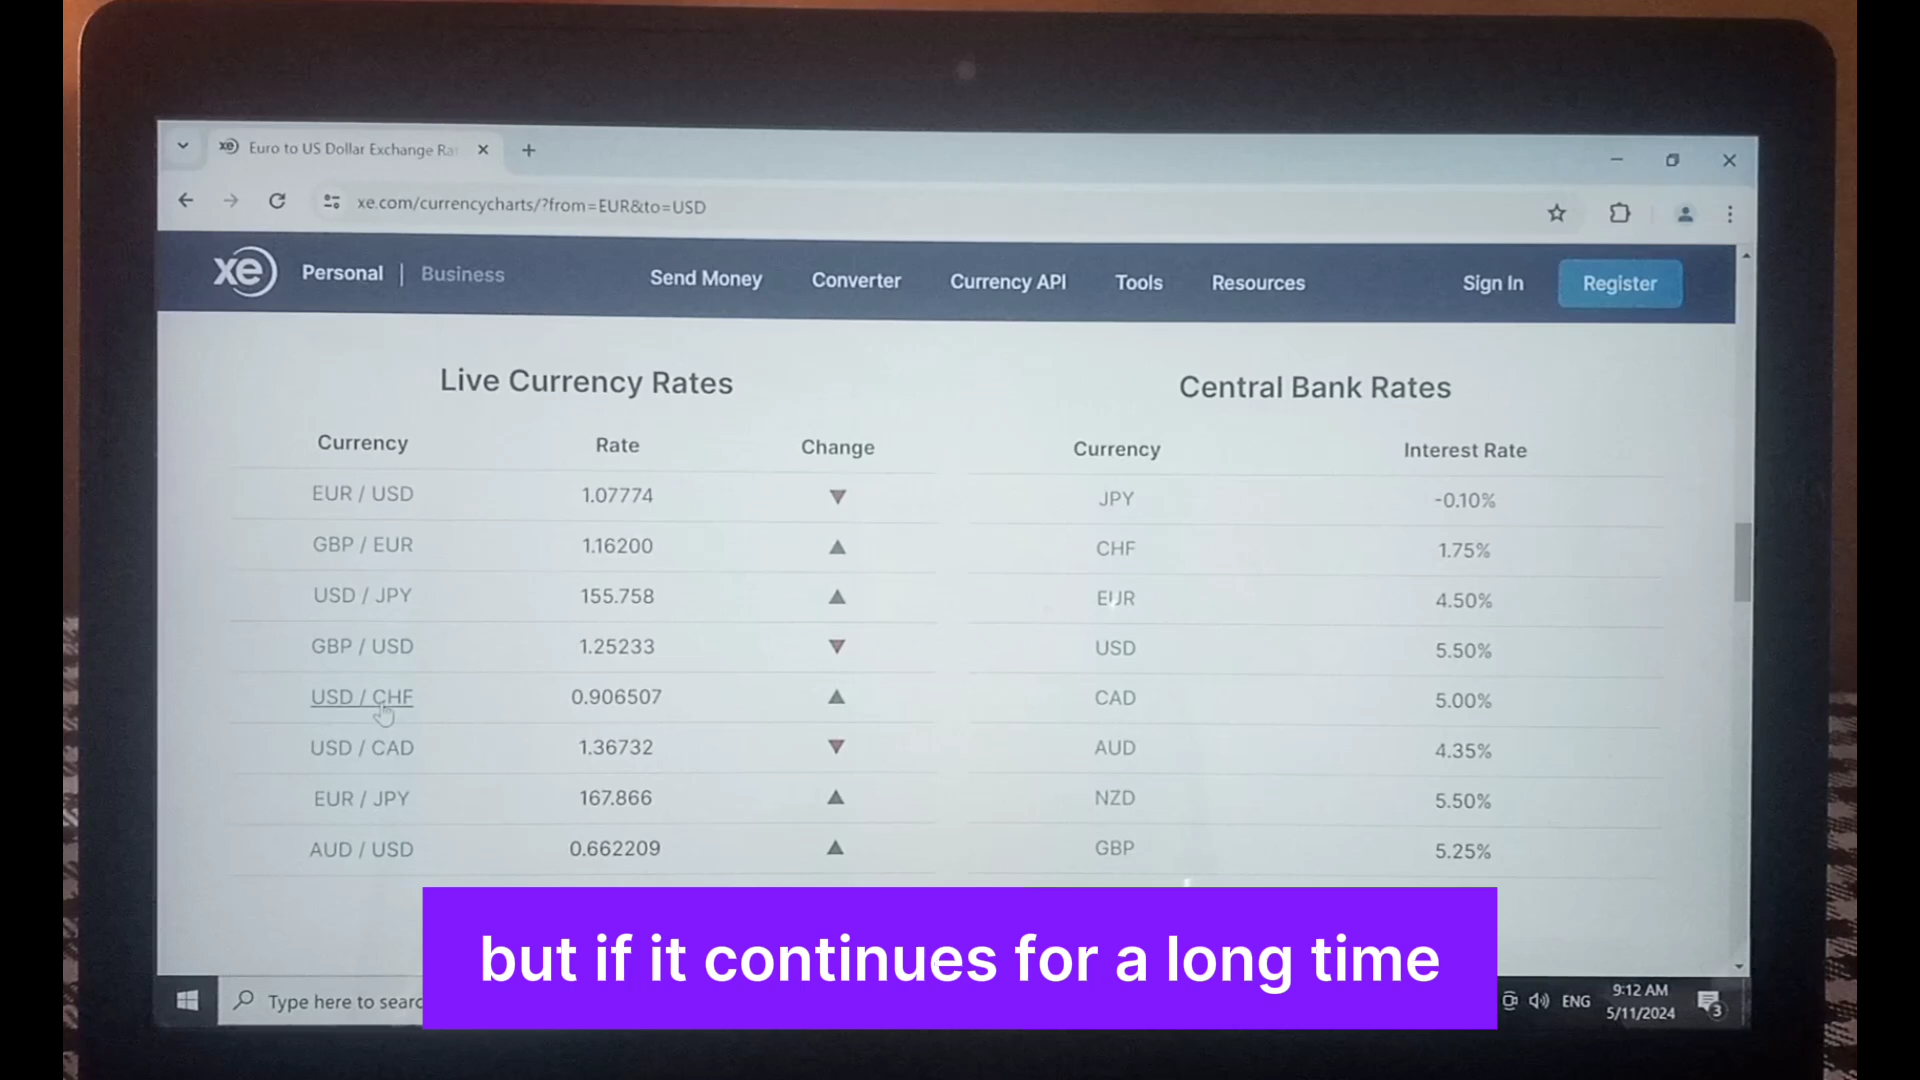 Euro to US Dollar Exchange Ra
xe.com/currencycharts/?from=EUR&to=USD
xe Personal | Business Send Money Converter Currency API Tools Resources Sign In Register
Live Currency Rates
Currency Rate Change
EUR / USD 1.07774 ▼
GBP / EUR 1.16200 ▲
USD / JPY 155.758 ▲
GBP / USD 1.25233 ▼
USD / CHF 0.906507 ▲
USD / CAD 1.36732 ▼
EUR / JPY 167.866 ▲
AUD / USD 0.662209 ▲
Central Bank Rates
Currency Interest Rate
JPY -0.10%
CHF 1.75%
EUR 4.50%
USD 5.50%
CAD 5.00%
AUD 4.35%
NZD 5.50%
GBP 5.25%
but if it continues for a long time
Type here to searc
ENG
9:12 AM
5/11/2024
3